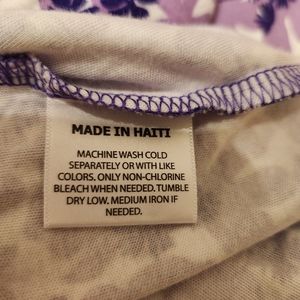 MADE IN HAITI
MACHINE WASH COLD
SEPARATELY OR WITH LIKE
COLORS, ONLY NON-CHLORINE
BLEACH WHEN NEEDED. TUMBLE
DRY LOW. MEDIUM IRON IF
NEEDED.